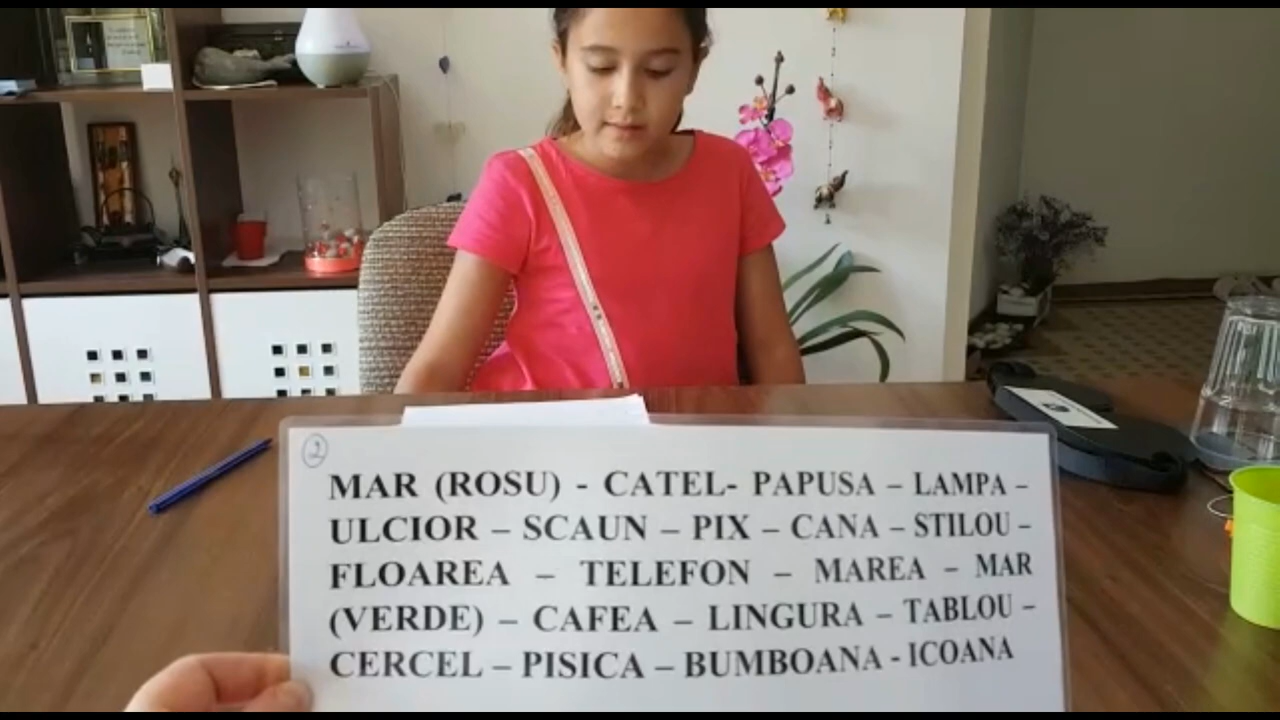 2
MAR (ROSU) - CATEL- PAPUSA – LAMPA –
ULCIOR – SCAUN – PIX – CANA – STILOU –
FLOAREA – TELEFON – MAREA – MAR
(VERDE) – CAFEA – LINGURA – TABLOU –
CERCEL – PISICA – BUMBOANA - ICOANA